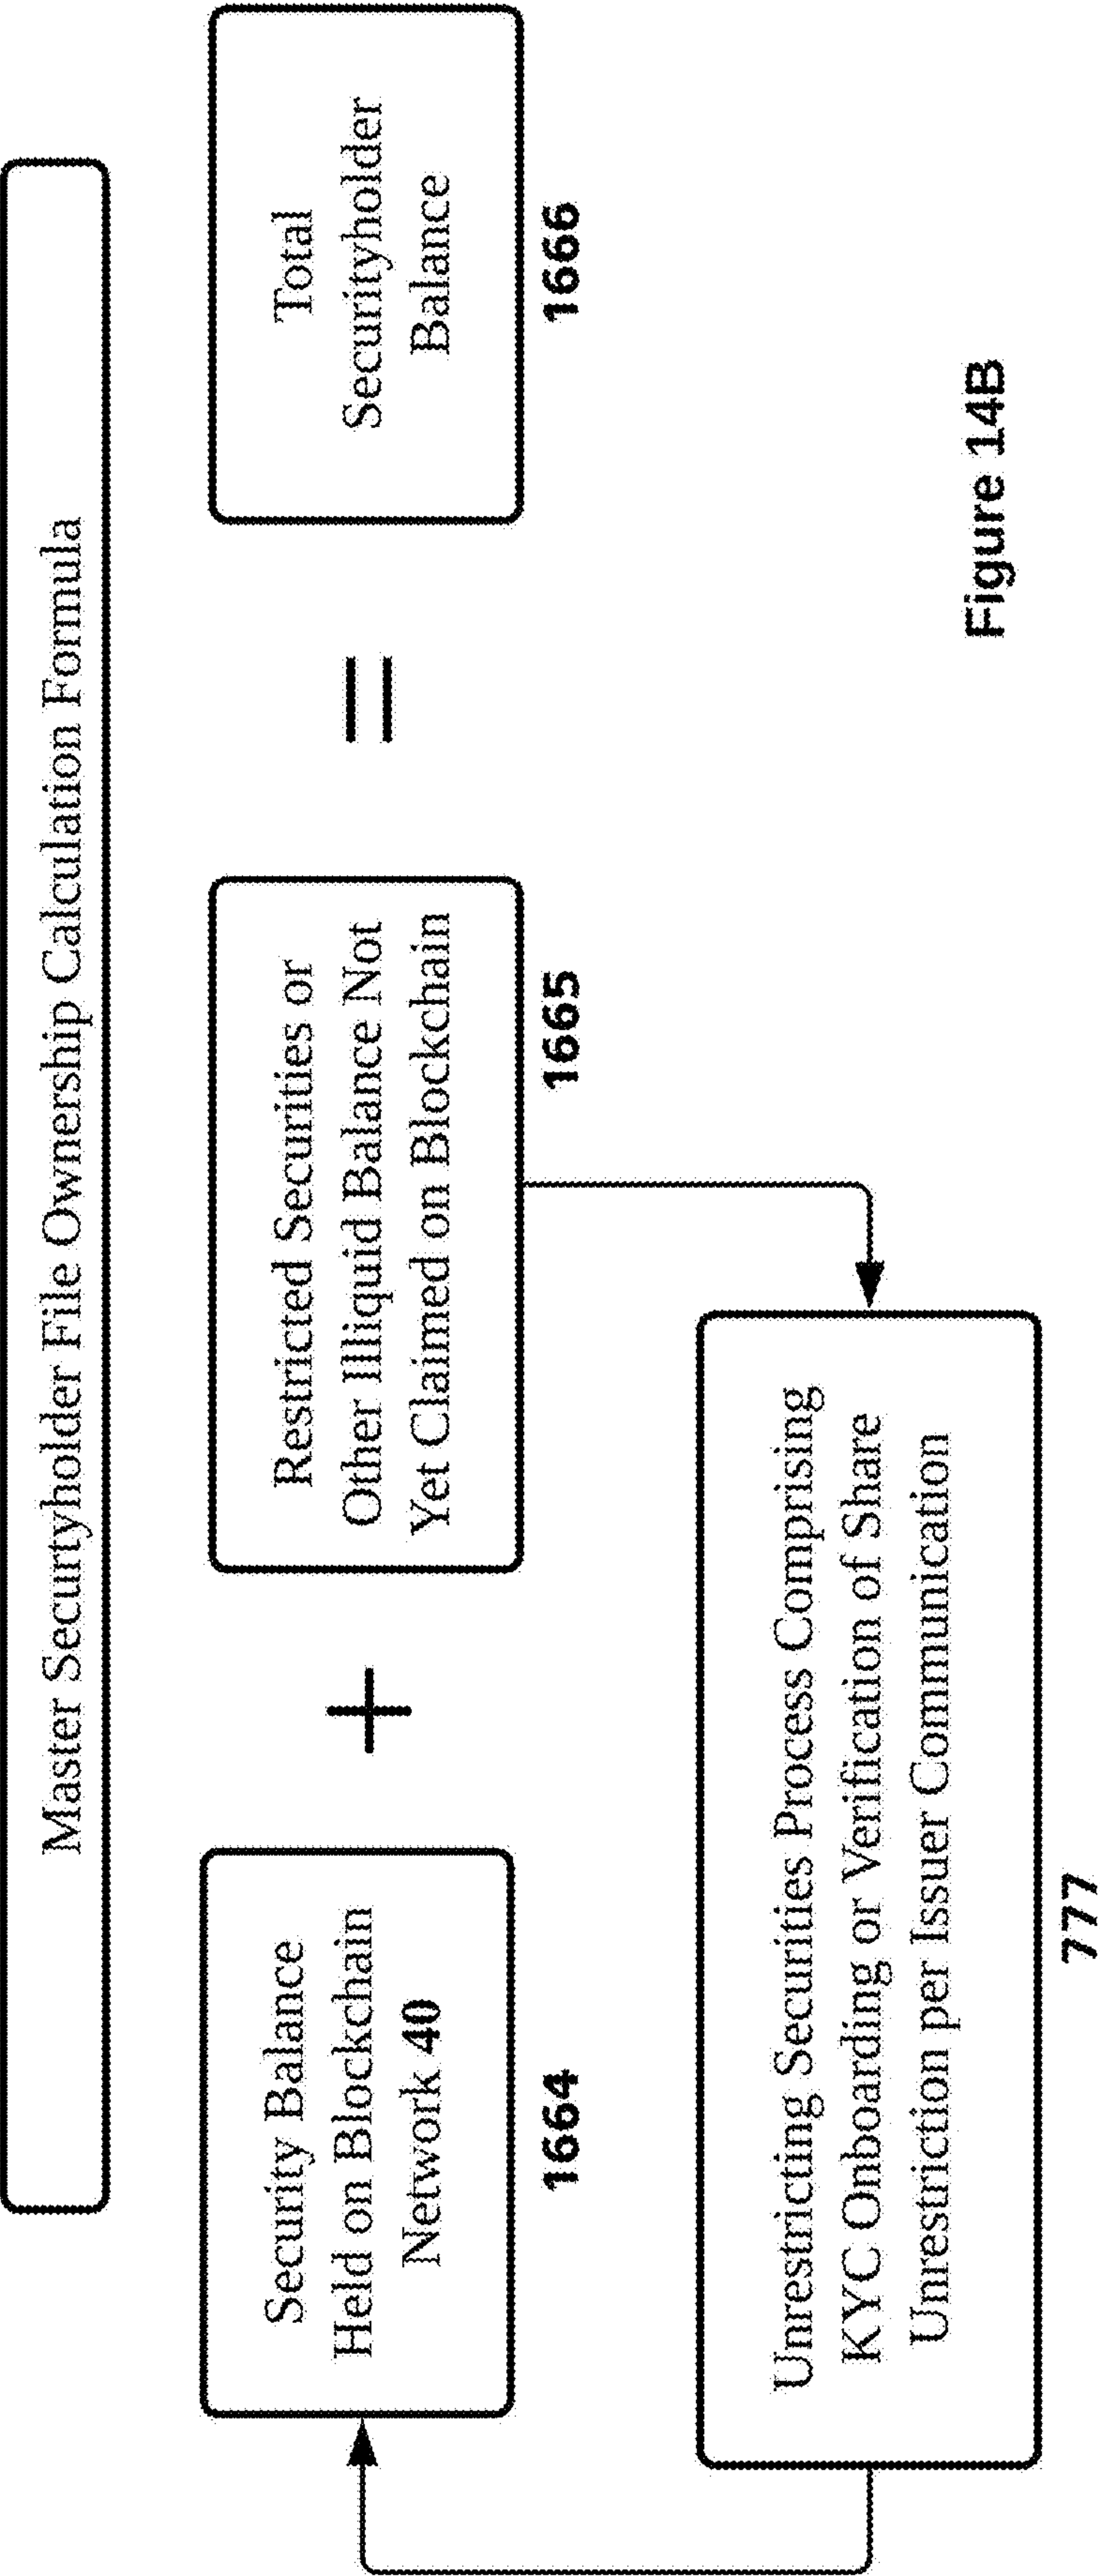 Master Securtyholder File Ownership Calculation Formula
Security Balance
Held on Blockchain
Network 40
1664
+
Restricted Securities or
Other Illiquid Balance Not
Yet Claimed on Blockchain
1665
=
Total
Securityholder
Balance
1666
Unrestricting Securities Process Comprising
KYC Onboarding or Verification of Share
Unrestriction per Issuer Communication
777
Figure 14B